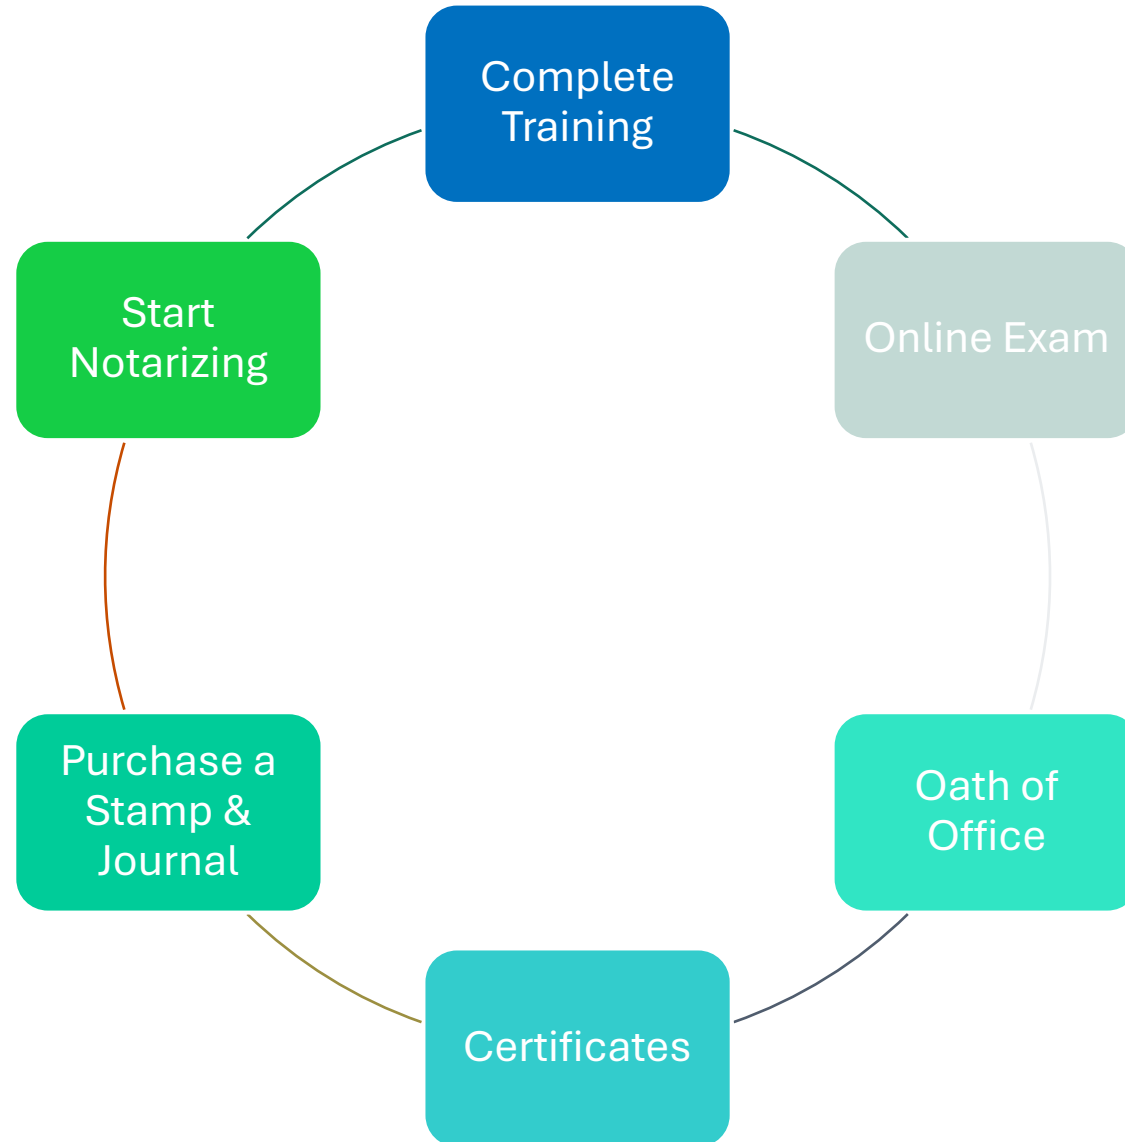 Complete
Training
Online Exam
Oath of
Office
Certificates
Purchase a
Stamp &
Journal
Start
Notarizing